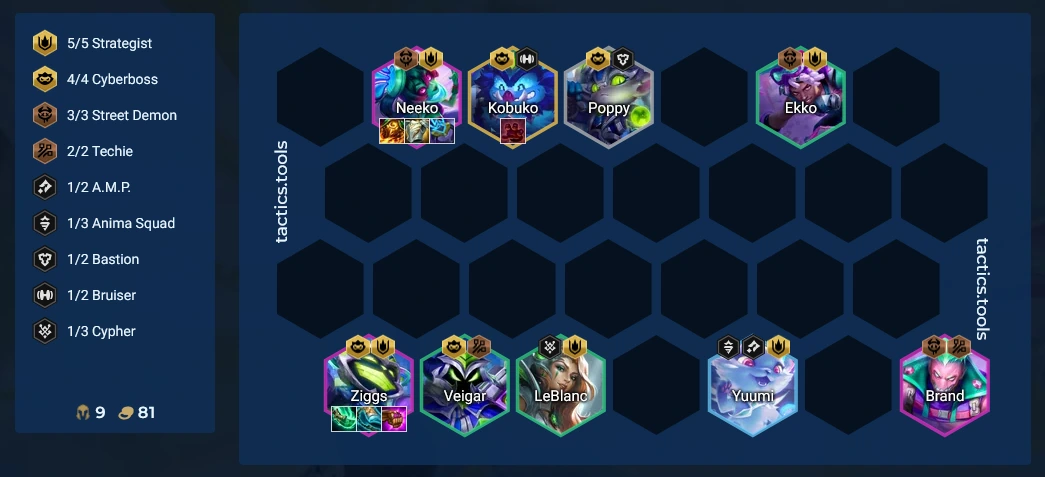 5/5 Strategist
4/4 Cyberboss
3/3 Street Demon
2/2 Techie
1/2 A.M.P.
1/3 Anima Squad
1/2 Bastion
1/2 Bruiser
1/3 Cypher
9 81
tactics.tools
Neeko Kobuko Poppy Ekko
Ziggs Veigar LeBlanc Yuumi Brand
tactics.tools